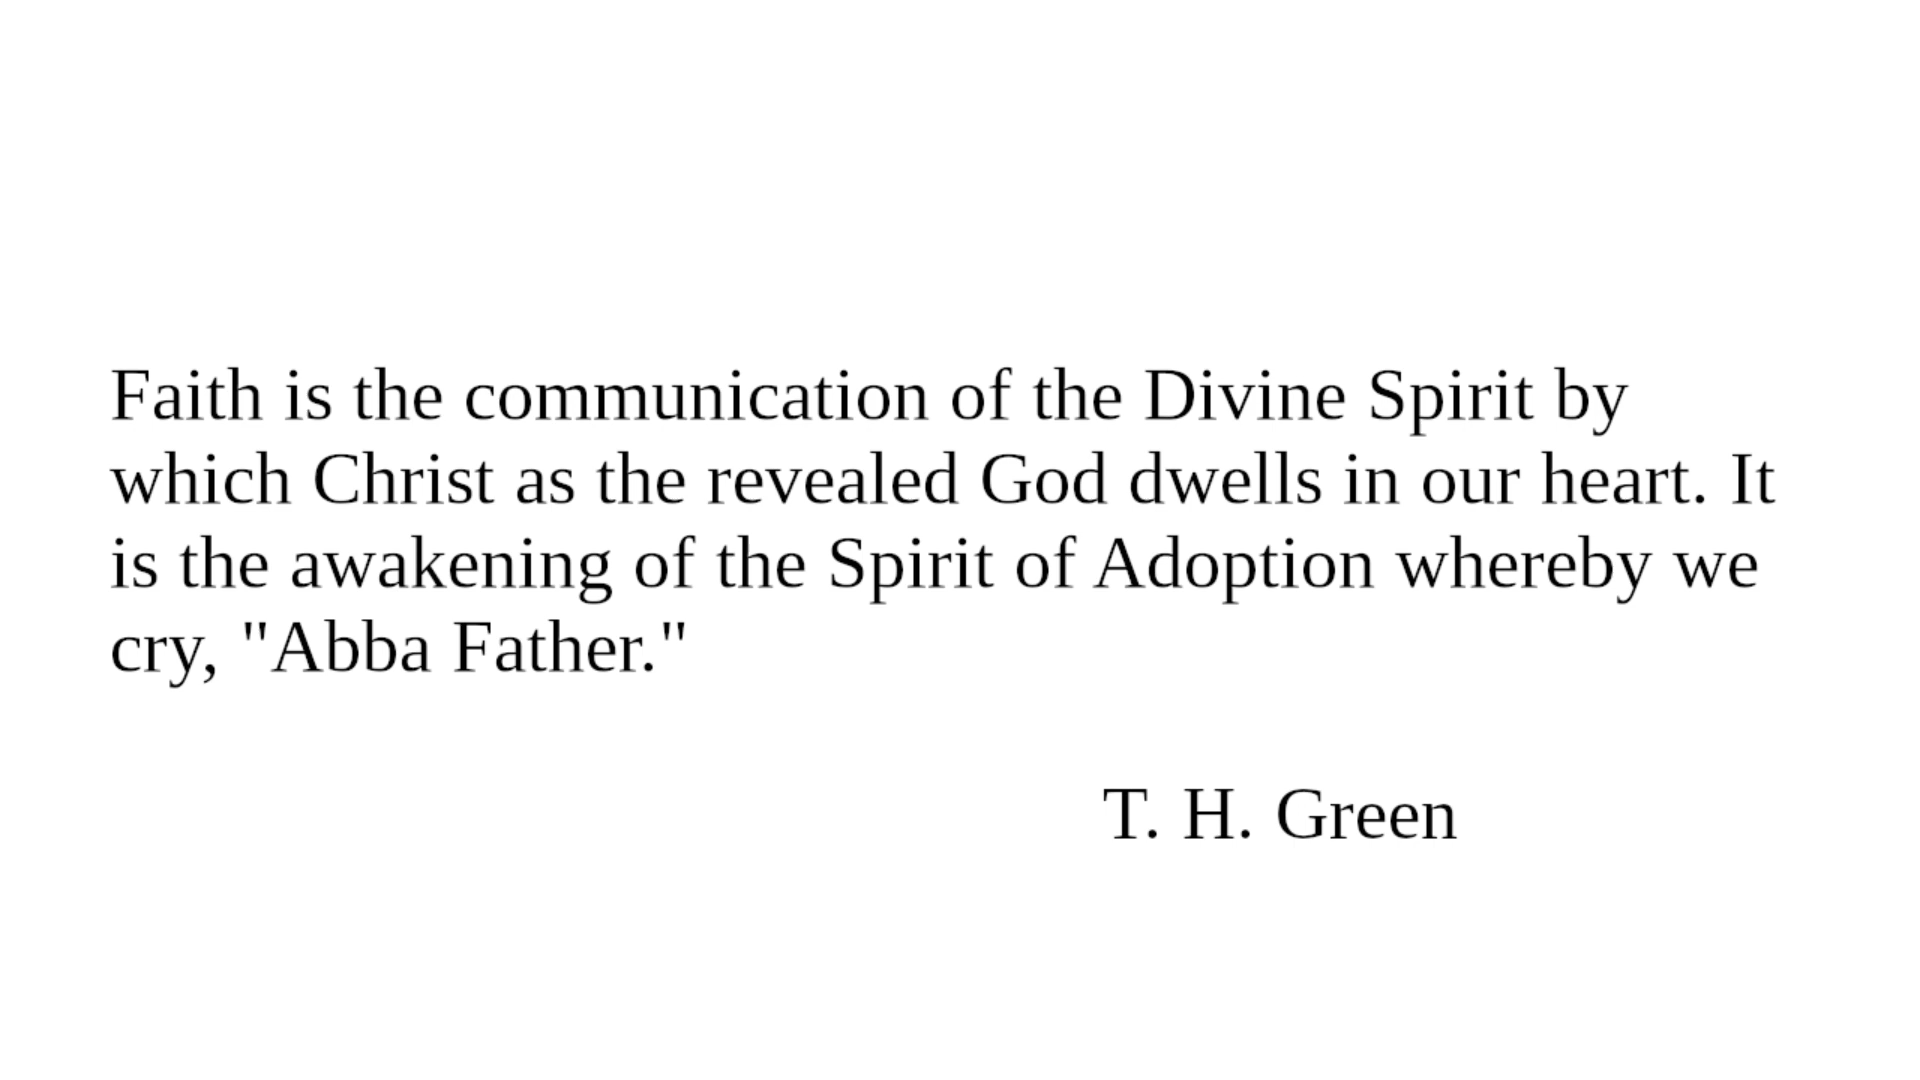 Faith is the communication of the Divine Spirit by
which Christ as the revealed God dwells in our heart. It
is the awakening of the Spirit of Adoption whereby we
cry, "Abba Father."
T. H. Green